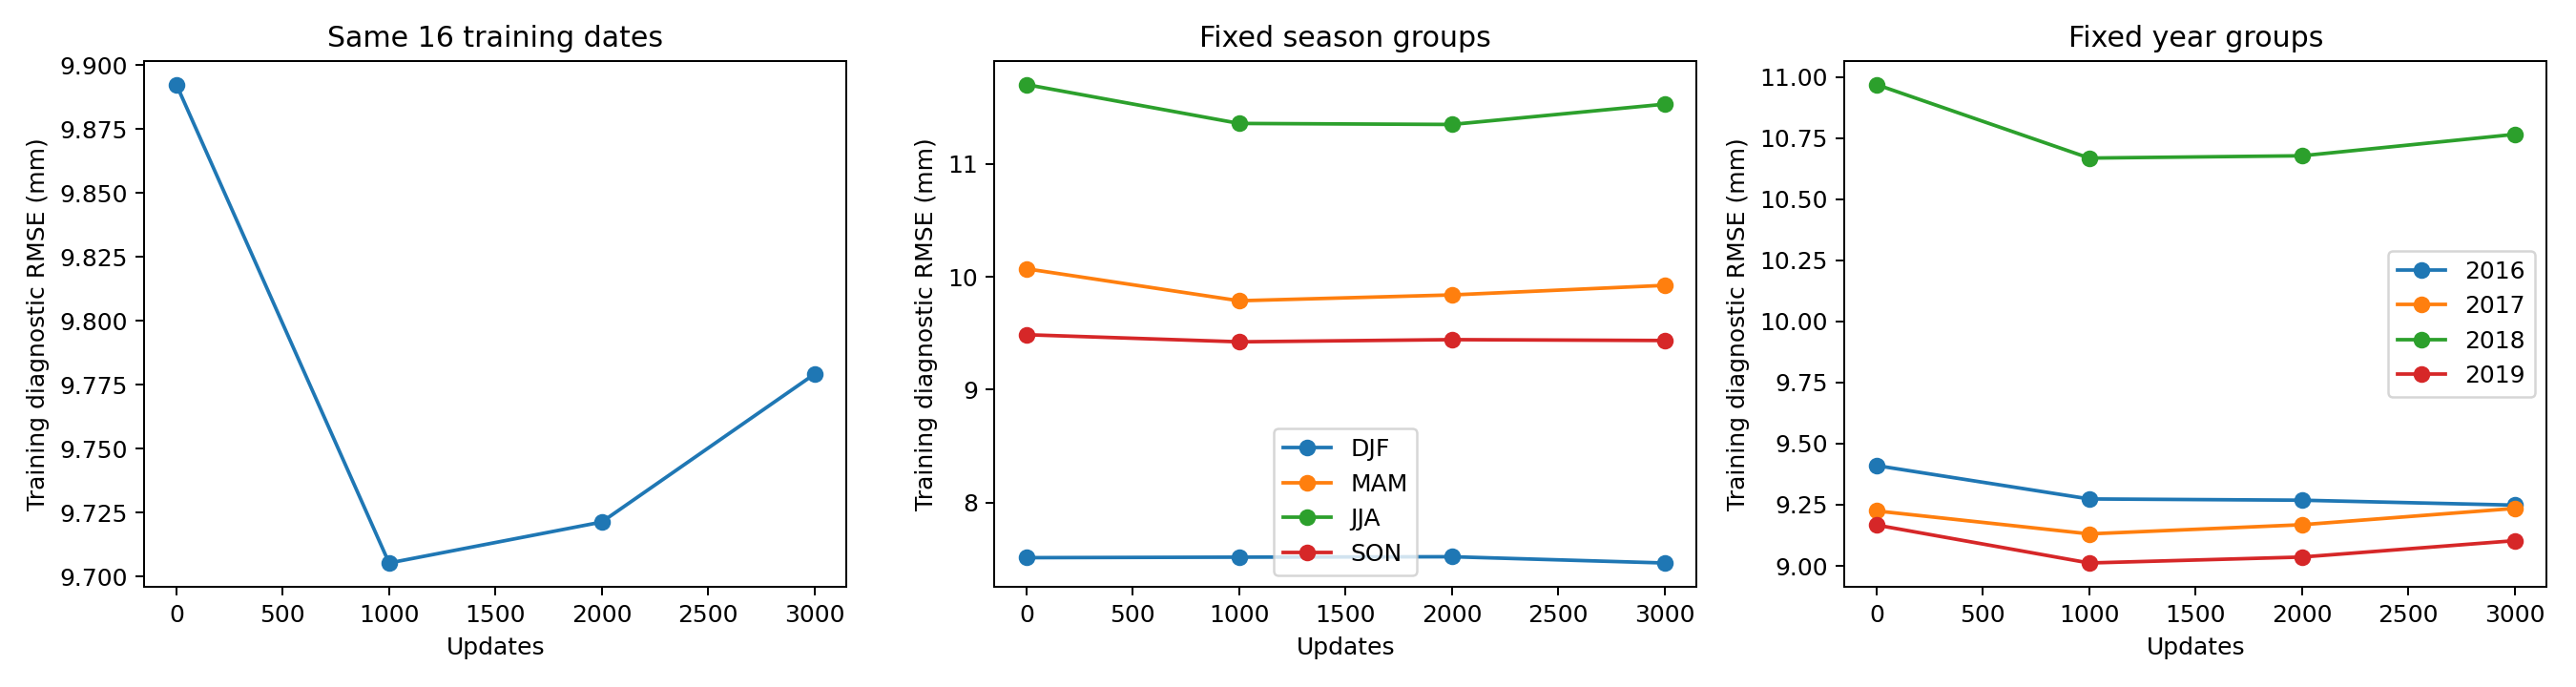 Same 16 training dates
Training diagnostic RMSE (mm)
9.900
9.875
9.850
9.825
9.800
9.775
9.750
9.725
9.700
0 500 1000 1500 2000 2500 3000
Updates
Fixed season groups
Training diagnostic RMSE (mm)
11
10
9
8
DJF
MAM
JJA
SON
0 500 1000 1500 2000 2500 3000
Updates
Fixed year groups
Training diagnostic RMSE (mm)
11.00
10.75
10.50
10.25
10.00
9.75
9.50
9.25
9.00
2016
2017
2018
2019
0 500 1000 1500 2000 2500 3000
Updates